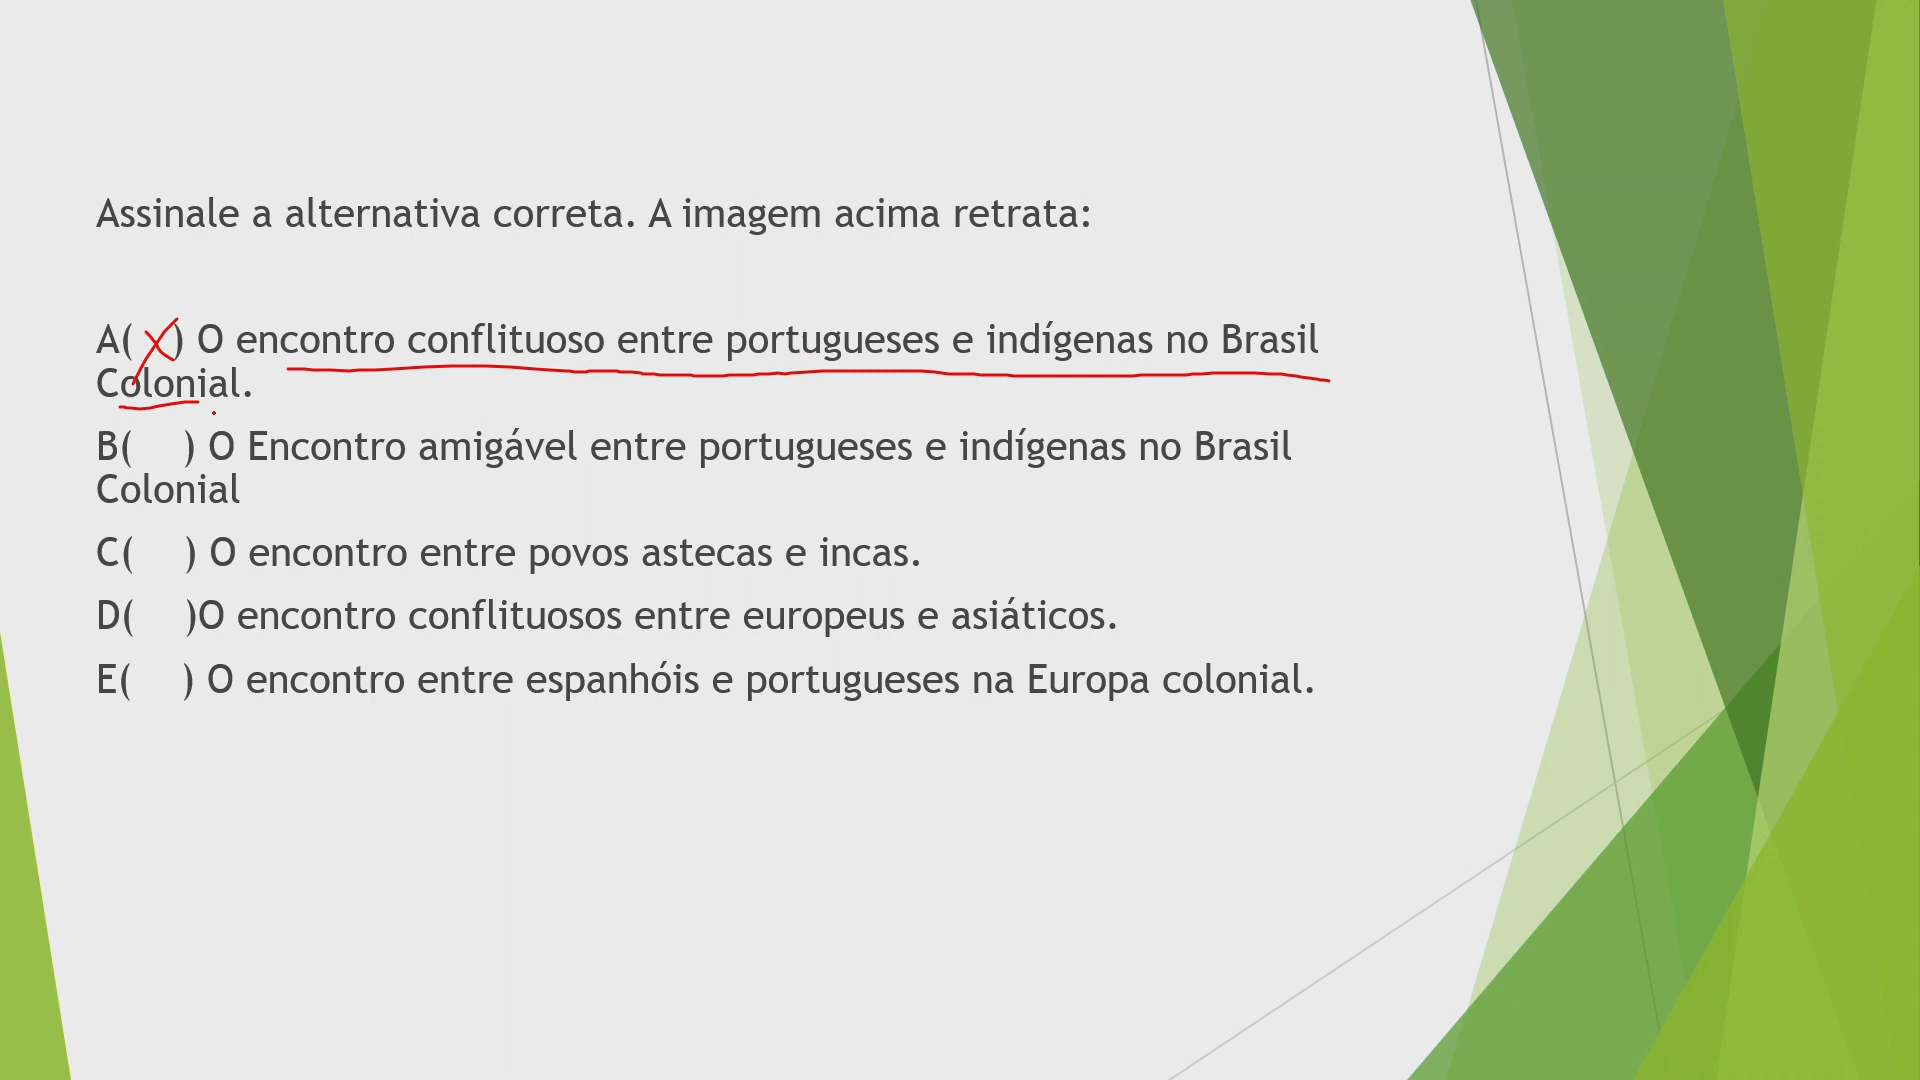 Assinale a alternativa correta. A imagem acima retrata:
A( X) O encontro conflituoso entre portugueses e indígenas no Brasil
Colonial.
B( ) O Encontro amigável entre portugueses e indígenas no Brasil
Colonial
C( ) O encontro entre povos astecas e incas.
D( )O encontro conflituosos entre europeus e asiáticos.
E( ) O encontro entre espanhóis e portugueses na Europa colonial.